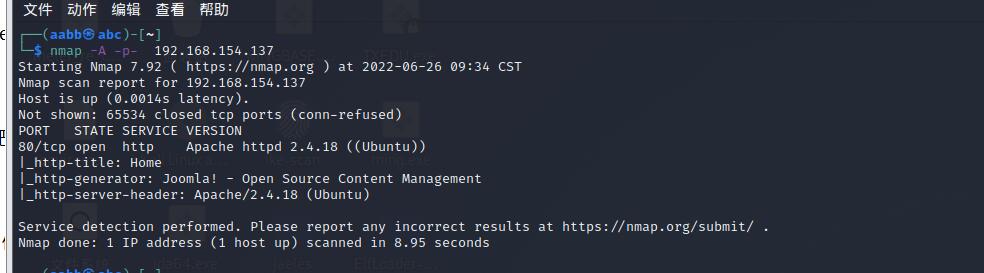 文件 动作 编辑 查看 帮助
┌──(aabb㉿abc)-[~]
└─$ nmap -A -p-  192.168.154.137
Starting Nmap 7.92 ( https://nmap.org ) at 2022-06-26 09:34 CST
Nmap scan report for 192.168.154.137
Host is up (0.0014s latency).
Not shown: 65534 closed tcp ports (conn-refused)
PORT   STATE SERVICE VERSION
80/tcp open  http    Apache httpd 2.4.18 ((Ubuntu))
|_http-title: Home
|_http-generator: Joomla! - Open Source Content Management
|_http-server-header: Apache/2.4.18 (Ubuntu)
Service detection performed. Please report any incorrect results at https://nmap.org/submit/ .
Nmap done: 1 IP address (1 host up) scanned in 8.95 seconds